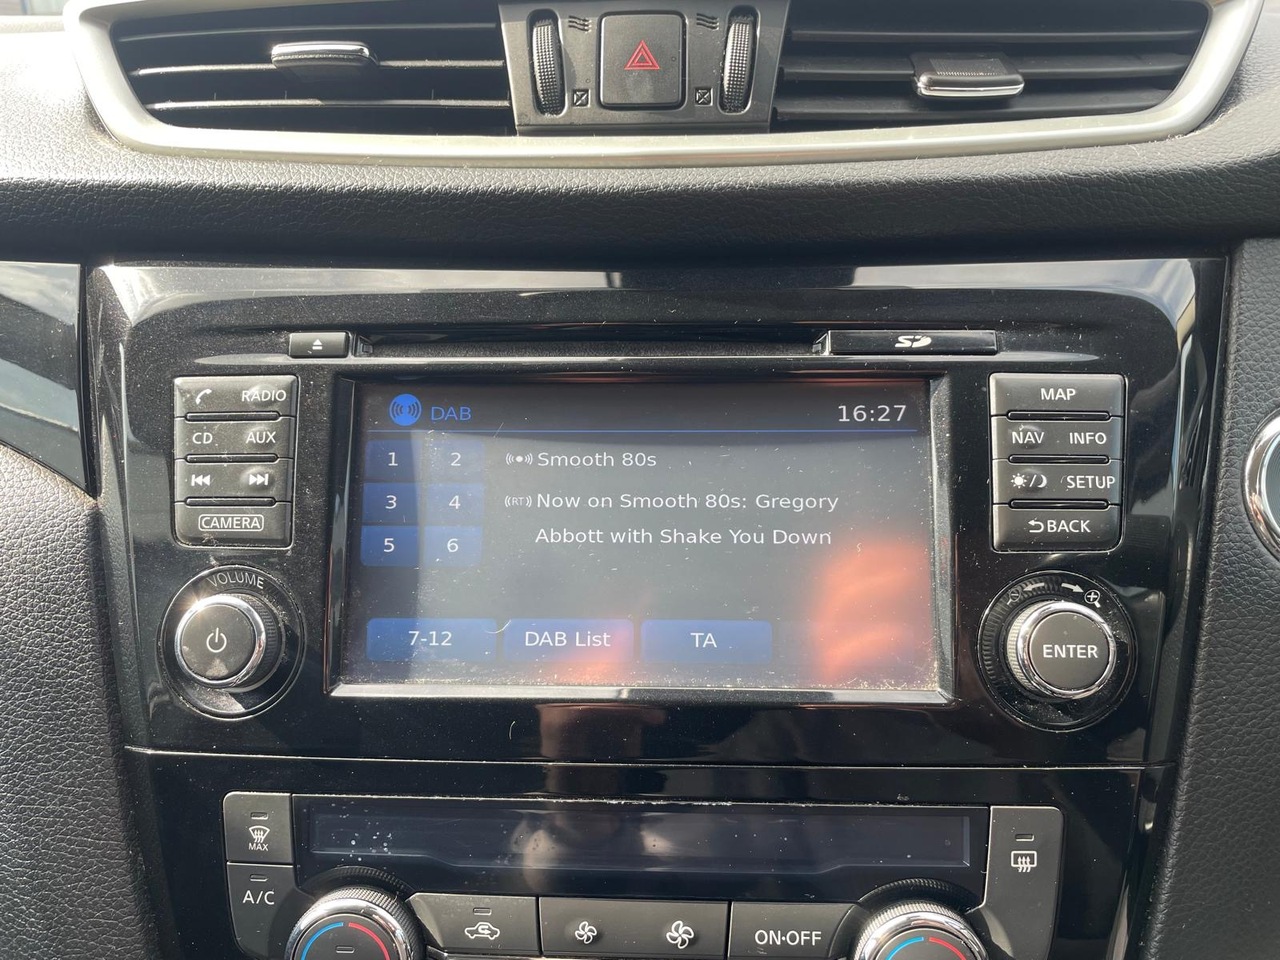 SD
RADIO
CD AUX
CAMERA
VOLUME
DAB
16:27
1 2
3 4
5 6
Smooth 80s
(RT) Now on Smooth 80s: Gregory
Abbott with Shake You Down
7-12 DAB List TA
MAP
NAV INFO
SETUP
BACK
ENTER
MAX
A/C
ON·OFF